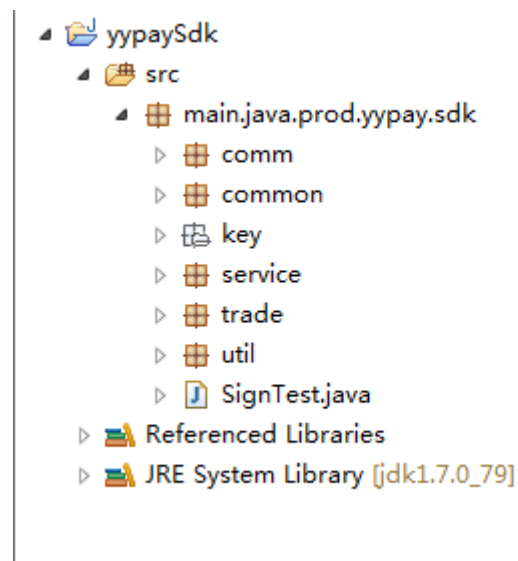 yypaySdk
src
main.java.prod.yypay.sdk
comm
common
key
service
trade
util
SignTest.java
Referenced Libraries
JRE System Library [jdk1.7.0_79]